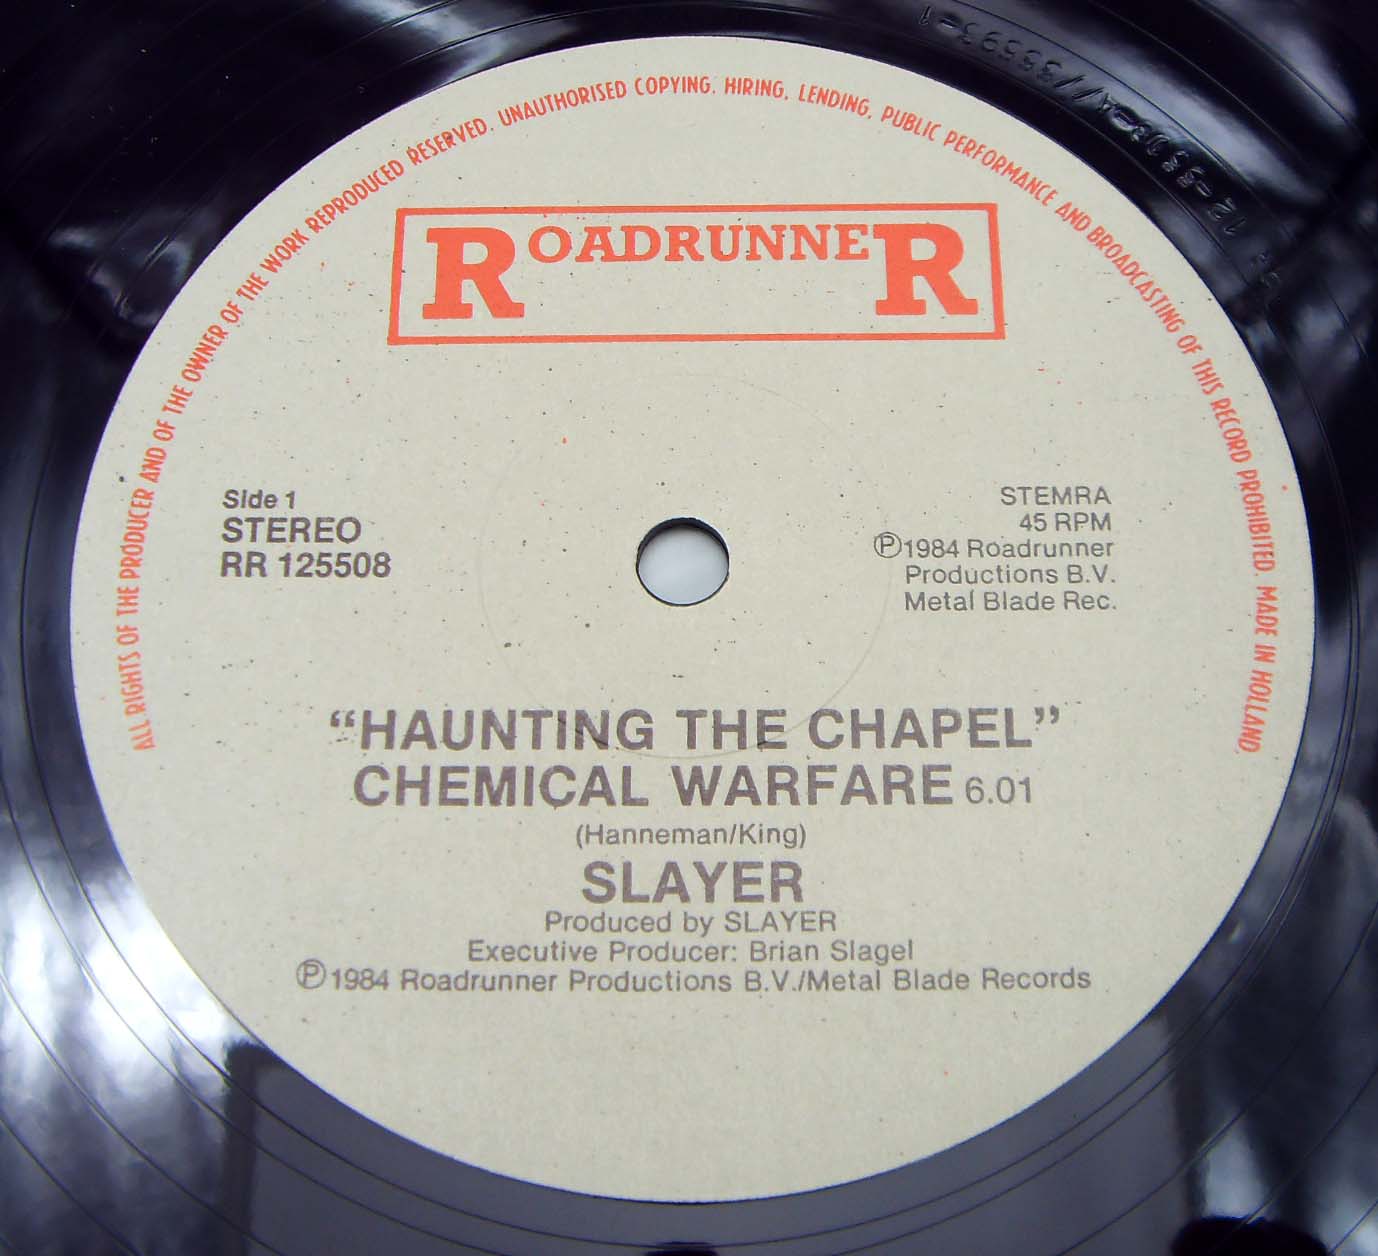 ALL RIGHTS OF THE PRODUCER AND OF THE OWNER OF THE WORK REPRODUCED RESERVED. UNAUTHORISED COPYING, HIRING, LENDING, PUBLIC PERFORMANCE AND BROADCASTING OF THIS RECORD PROHIBITED. MADE IN HOLLAND.
ROADRUNNER
Side 1
STEREO
RR 125508
STEMRA
45 RPM
Ⓟ1984 Roadrunner
Productions B.V.
Metal Blade Rec.
“HAUNTING THE CHAPEL”
CHEMICAL WARFARE 6.01
(Hanneman/King)
SLAYER
Produced by SLAYER
Executive Producer: Brian Slagel
Ⓟ1984 Roadrunner Productions B.V./Metal Blade Records